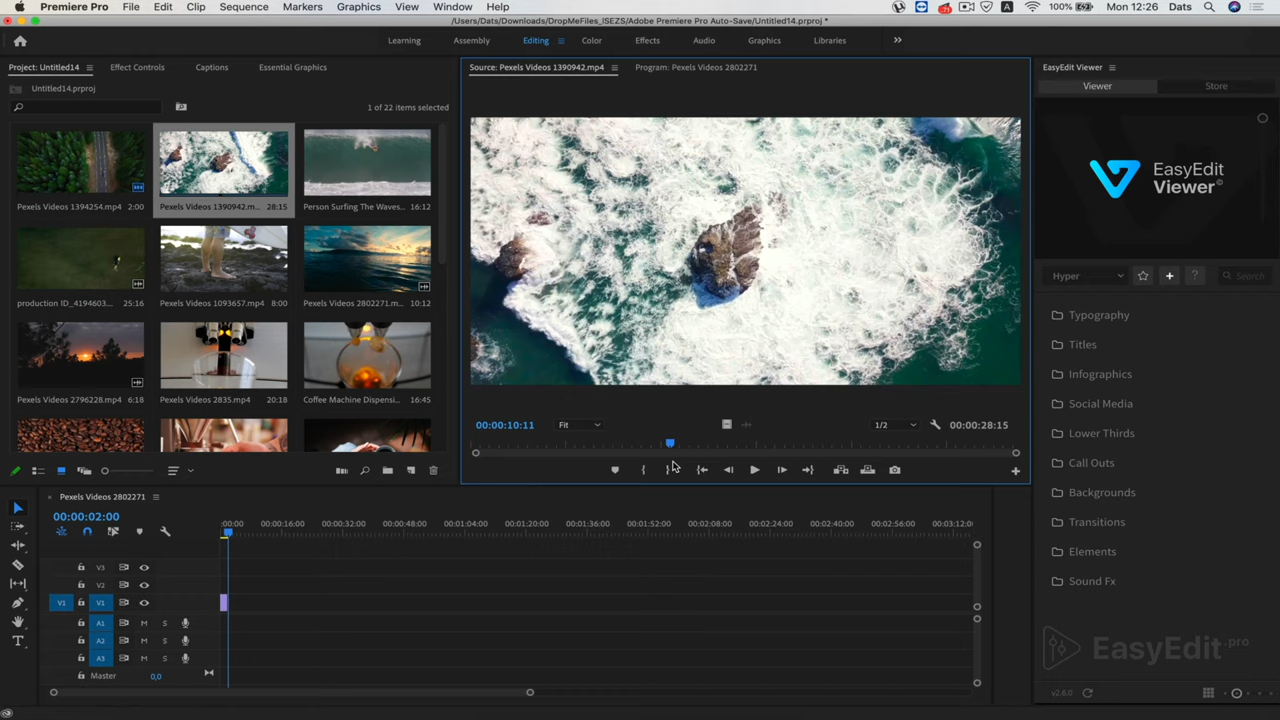 Premiere Pro File Edit Clip Sequence Markers Graphics View Window Help 100% Mon 12:26 Dats
/Users/Dats/Downloads/DropMeFiles_ISEZS/Adobe Premiere Pro Auto-Save/Untitled14.prproj *
Learning Assembly Editing Color Effects Audio Graphics Libraries
Project: Untitled14 Effect Controls Captions Essential Graphics
Source: Pexels Videos 1390942.mp4 Program: Pexels Videos 2802271
EasyEdit Viewer
Viewer Store
Untitled14.prproj
1 of 22 items selected
EasyEdit
Viewer
Pexels Videos 1394254.mp4 2:00
Pexels Videos 1390942.m... 28:15
Person Surfing The Waves... 16:12
production ID_4194603... 25:16
Pexels Videos 1093657.mp4 8:00
Pexels Videos 2802271.m... 10:12
Pexels Videos 2796228.mp4 6:18
Pexels Videos 2835.mp4 20:18
Coffee Machine Dispensi... 16:45
Hyper + ? Search
Typography
Titles
Infographics
Social Media
Lower Thirds
Call Outs
Backgrounds
Transitions
Elements
Sound Fx
EasyEdit.pro
v2.6.0
00:00:10:11 Fit 1/2 00:00:28:15
Pexels Videos 2802271
00:00:02:00
:00:00 00:00:16:00 00:00:32:00 00:00:48:00 00:01:04:00 00:01:20:00 00:01:36:00 00:01:52:00 00:02:08:00 00:02:24:00 00:02:40:00 00:02:56:00 00:03:12:0
V3
V2
V1 V1
A1 M S
A2 M S
A3 M S
Master 0,0